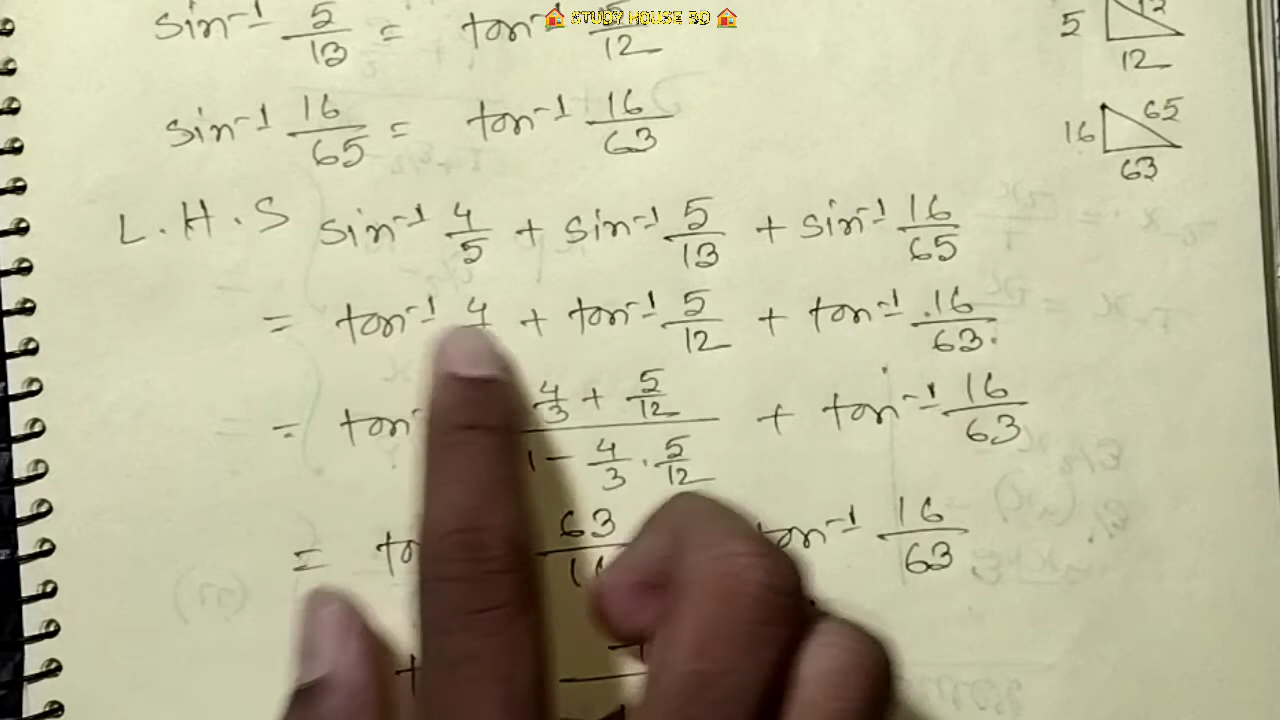 🏠 STUDY HOUSE BD 🏠
sin⁻¹ 5/13 = tan⁻¹ 5/12
5 13 12
sin⁻¹ 16/65 = tan⁻¹ 16/63
16 65 63
L.H.S sin⁻¹ 4/5 + sin⁻¹ 5/13 + sin⁻¹ 16/65
= tan⁻¹ 4 + tan⁻¹ 5/12 + tan⁻¹ 16/63
= tan (4/3 + 5/12)/(1 - 4/3 . 5/12) + tan⁻¹ 16/63
= 63/16 tan⁻¹ 16/63